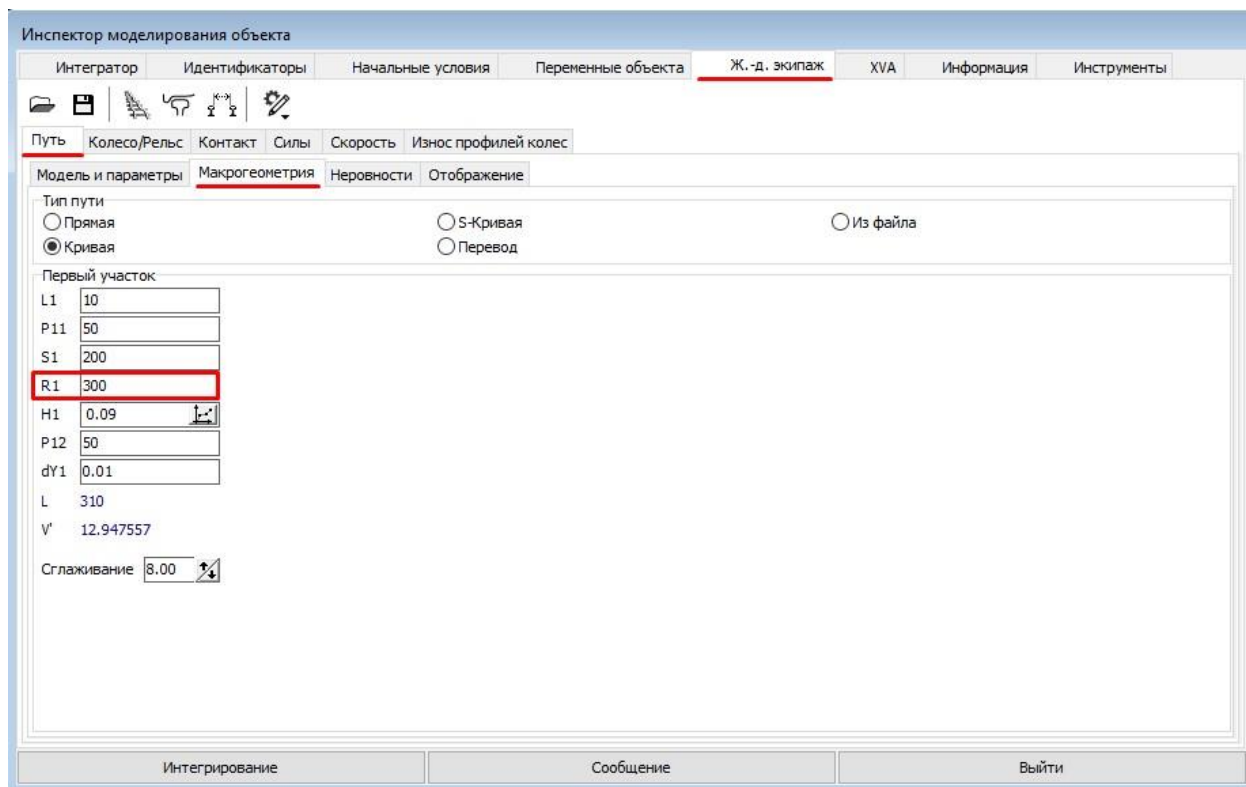 Инспектор моделирования объекта
Интегратор Идентификаторы Начальные условия Переменные объекта Ж.-д. экипаж XVA Информация Инструменты
Путь Колесо/Рельс Контакт Силы Скорость Износ профилей колес
Модель и параметры Макрогеометрия Неровности Отображение
Тип пути
Прямая S-Кривая Из файла
Кривая Перевод
Первый участок
L1 10
P11 50
S1 200
R1 300
H1 0.09
P12 50
dY1 0.01
L 310
V' 12.947557
Сглаживание 8.00
Интегрирование Сообщение Выйти